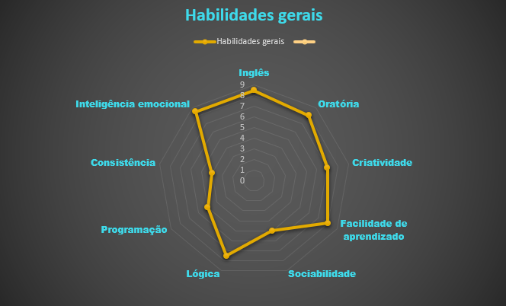 Habilidades gerais
Habilidades gerais
Inglês
Oratória
Criatividade
Facilidade de
aprendizado
Sociabilidade
Lógica
Programação
Consistência
Inteligência emocional
9
8
7
6
5
4
3
2
1
0